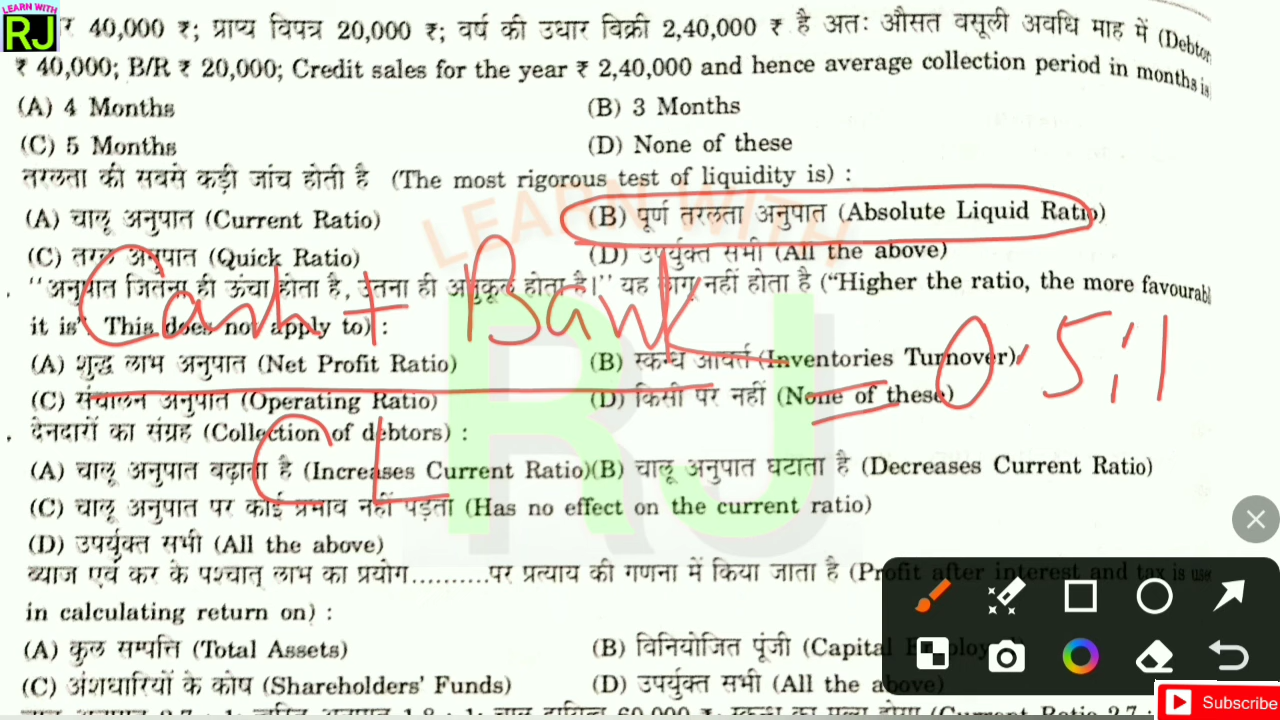 LEARN WITH
RJ
र 40,000 ₹; प्राप्य विपत्र 20,000 ₹; वर्ष की उधार बिक्री 2,40,000 ₹ है अतः औसत वसूली अवधि माह में (Debtor
₹ 40,000; B/R ₹ 20,000; Credit sales for the year ₹ 2,40,000 and hence average collection period in months is
(A) 4 Months (B) 3 Months
(C) 5 Months (D) None of these
तरलता की सबसे कड़ी जांच होती है (The most rigorous test of liquidity is) :
(A) चालू अनुपात (Current Ratio) (B) पूर्ण तरलता अनुपात (Absolute Liquid Ratio)
(C) तरल अनुपात (Quick Ratio) (D) उपर्युक्त सभी (All the above)
"अनुपात जितना ही ऊंचा होता है, उतना ही अनुकूल होता है।" यह लागू नहीं होता है ("Higher the ratio, the more favourabl
it is". This does not apply to) :
Cash + Bank
(A) शुद्ध लाभ अनुपात (Net Profit Ratio) (B) स्कन्ध आवर्त (Inventories Turnover)
0.5:1
(C) संचालन अनुपात (Operating Ratio) (D) किसी पर नहीं (None of these)
देनदारों का संग्रह (Collection of debtors) :
CL
(A) चालू अनुपात बढ़ाता है (Increases Current Ratio)(B) चालू अनुपात घटाता है (Decreases Current Ratio)
(C) चालू अनुपात पर कोई प्रभाव नहीं पड़ता (Has no effect on the current ratio)
(D) उपर्युक्त सभी (All the above)
ब्याज एवं कर के पश्चात् लाभ का प्रयोग..........पर प्रत्याय की गणना में किया जाता है (Profit after interest and tax is use
in calculating return on) :
(A) कुल सम्पत्ति (Total Assets) (B) विनियोजित पूंजी (Capital Employ
(C) अंशधारियों के कोष (Shareholders' Funds) (D) उपर्युक्त सभी (All the above)
LEARN WITH
RJ
Subscribe